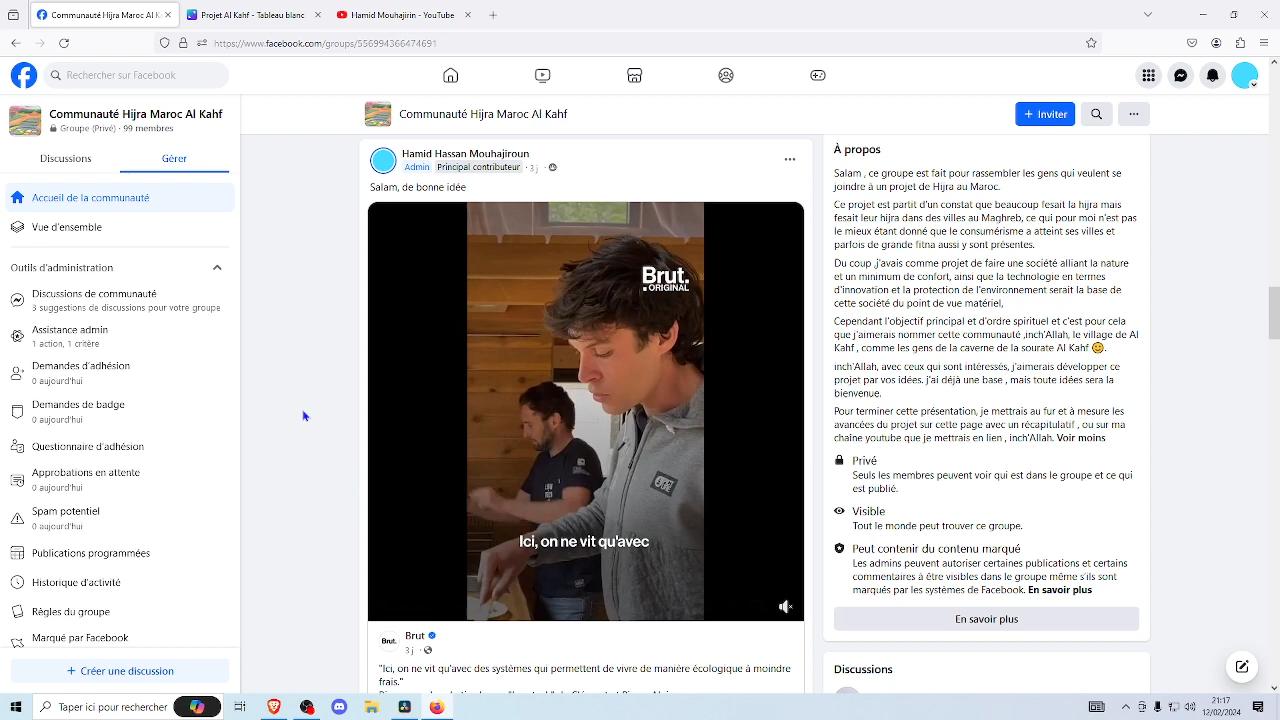 Communauté Hijra Maroc Al K
Projet Al Kahf - Tableau blanc
Hamid Mouhajirin - YouTube
https://www.facebook.com/groups/556994366474691
Rechercher sur Facebook
Communauté Hijra Maroc Al Kahf
Groupe (Privé) · 99 membres
Discussions
Gérer
Accueil de la communauté
Vue d'ensemble
Outils d'administration
Discussions de communauté
3 suggestions de discussions pour votre groupe
Assistance admin
1 action, 1 critère
Demandes d'adhésion
0 aujourd'hui
Demandes de badge
0 aujourd'hui
Questionnaire d'adhésion
Approbations en attente
0 aujourd'hui
Spam potentiel
0 aujourd'hui
Publications programmées
Historique d'activité
Règles du groupe
Marqué par Facebook
+ Créer une discussion
Communauté Hijra Maroc Al Kahf
+ Inviter
Hamid Hassan Mouhajiroun
Admin Principal contributeur · 3 j ·
Salam, de bonne idée
Brut.
ORIGINAL
Ici, on ne vit qu'avec
Brut.
Brut
3 j ·
"Ici, on ne vit qu'avec des systèmes qui permettent de vivre de manière écologique à moindre
frais."
À propos
Salam , ce groupe est fait pour rassembler les gens qui veulent se
joindre à un projet de Hijra au Maroc.
Ce projet est partit d'un constat que beaucoup fesait la hijra mais
fesait leur hijra dans des villes au Maghreb, ce qui pour moi n'est pas
le mieux étant donné que le consumérisme a atteint ses villes et
parfois de grande fitna aussi y sont présentes.
Du coup ,j'avais comme projet de faire une société alliant la nature
et un minimum de confort, ainsi que la technologie en termes
d'innovation et la protection de l'environement serait la base de
cette société du point de vue matériel,
Cependant l'objectif principal et d'ordre spirituel et c'est pour cela
que j'aimerais nommer cette communauté ,inch'Allah, le village de Al
Kahf , comme les gens de la caverne de la sourate Al Kahf 😊.
inch'Allah, avec ceux qui sont intéressés, j'aimerais développer ce
projet par vos idées. j'ai déjà une base , mais toute idées sera la
bienvenue.
Pour terminer cette présentation, je mettrais au fur et à mesure les
avancées du projet sur cette page avec un récapitulatif , ou sur ma
chaine youtube que je mettrais en lien , inch'Allah. Voir moins
Privé
Seuls les membres peuvent voir qui est dans le groupe et ce qui
est publié.
Visible
Tout le monde peut trouver ce groupe.
Peut contenir du contenu marqué
Les admins peuvent autoriser certaines publications et certains
commentaires à être visibles dans le groupe même s'ils sont
marqués par les systèmes de Facebook. En savoir plus
En savoir plus
Discussions
Taper ici pour rechercher
21:17
12/02/2024